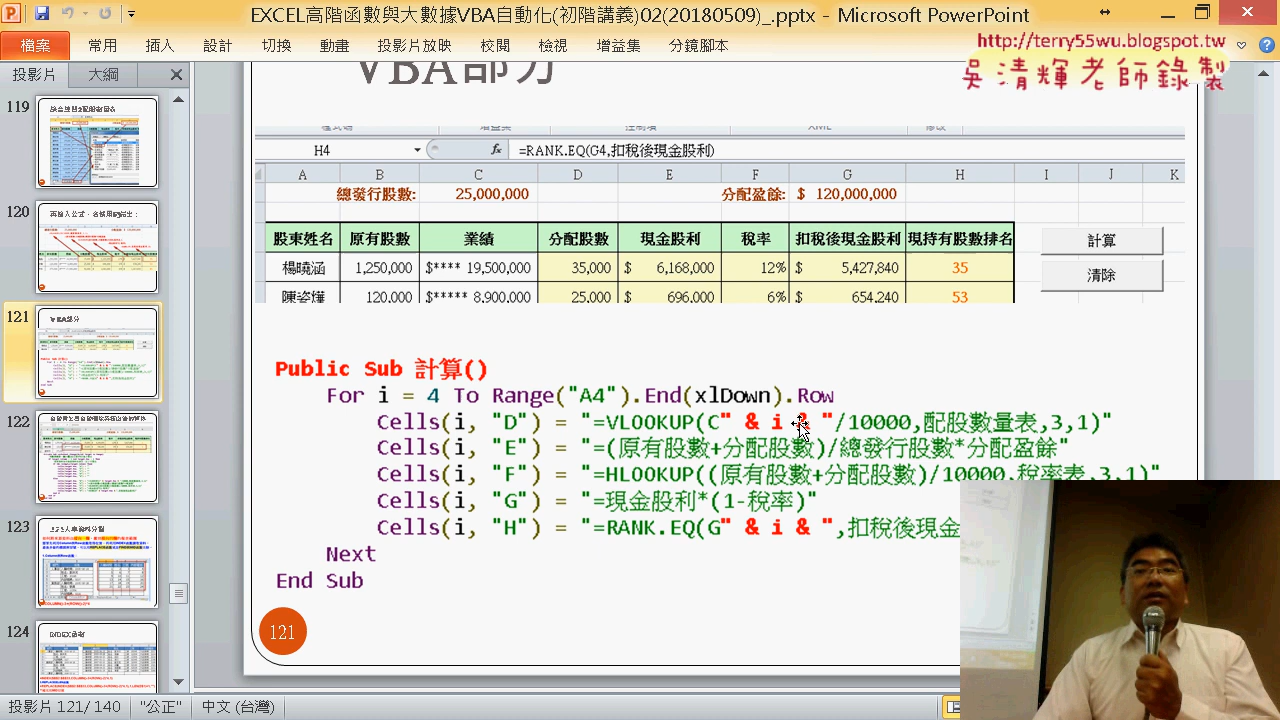 EXCEL高階函數與大數據VBA自動化(初階講義)02(20180509)_.pptx - Microsoft PowerPoint
檔案 常用 插入 設計 切換 動畫 投影片放映 校閱 檢視 增益集 分鏡腳本
http://terry55wu.blogspot.tw
吳清輝老師錄製
投影片 大綱
119
120
121
122
123
124
VBA部分
H4 fx =RANK.EQ(G4,扣稅後現金股利)
A B C D E F G H I J K
總發行股數: 25,000,000 分配盈餘: $ 120,000,000
股東姓名 原有股數 業績 分配股數 現金股利 稅率 扣稅後現金股利 現持有股數排名
楊曉涵 1,250,000 $**** 19,500,000 35,000 $ 6,168,000 12% $ 5,427,840 35
陳姿樺 120,000 $***** 8,900,000 25,000 $ 696,000 6% $ 654,240 53
計算
清除
Public Sub 計算()
For i = 4 To Range("A4").End(xlDown).Row
Cells(i, "D") = "=VLOOKUP(C" & i & "/10000,配股數量表,3,1)"
Cells(i, "E") = "=(原有股數+分配股數)/總發行股數*分配盈餘"
Cells(i, "F") = "=HLOOKUP((原有股數+分配股數)/10000,稅率表,3,1)"
Cells(i, "G") = "=現金股利*(1-稅率)"
Cells(i, "H") = "=RANK.EQ(G" & i & ",扣稅後現金
Next
End Sub
121
投影片 121/ 140 "公正" 中文 (台灣)